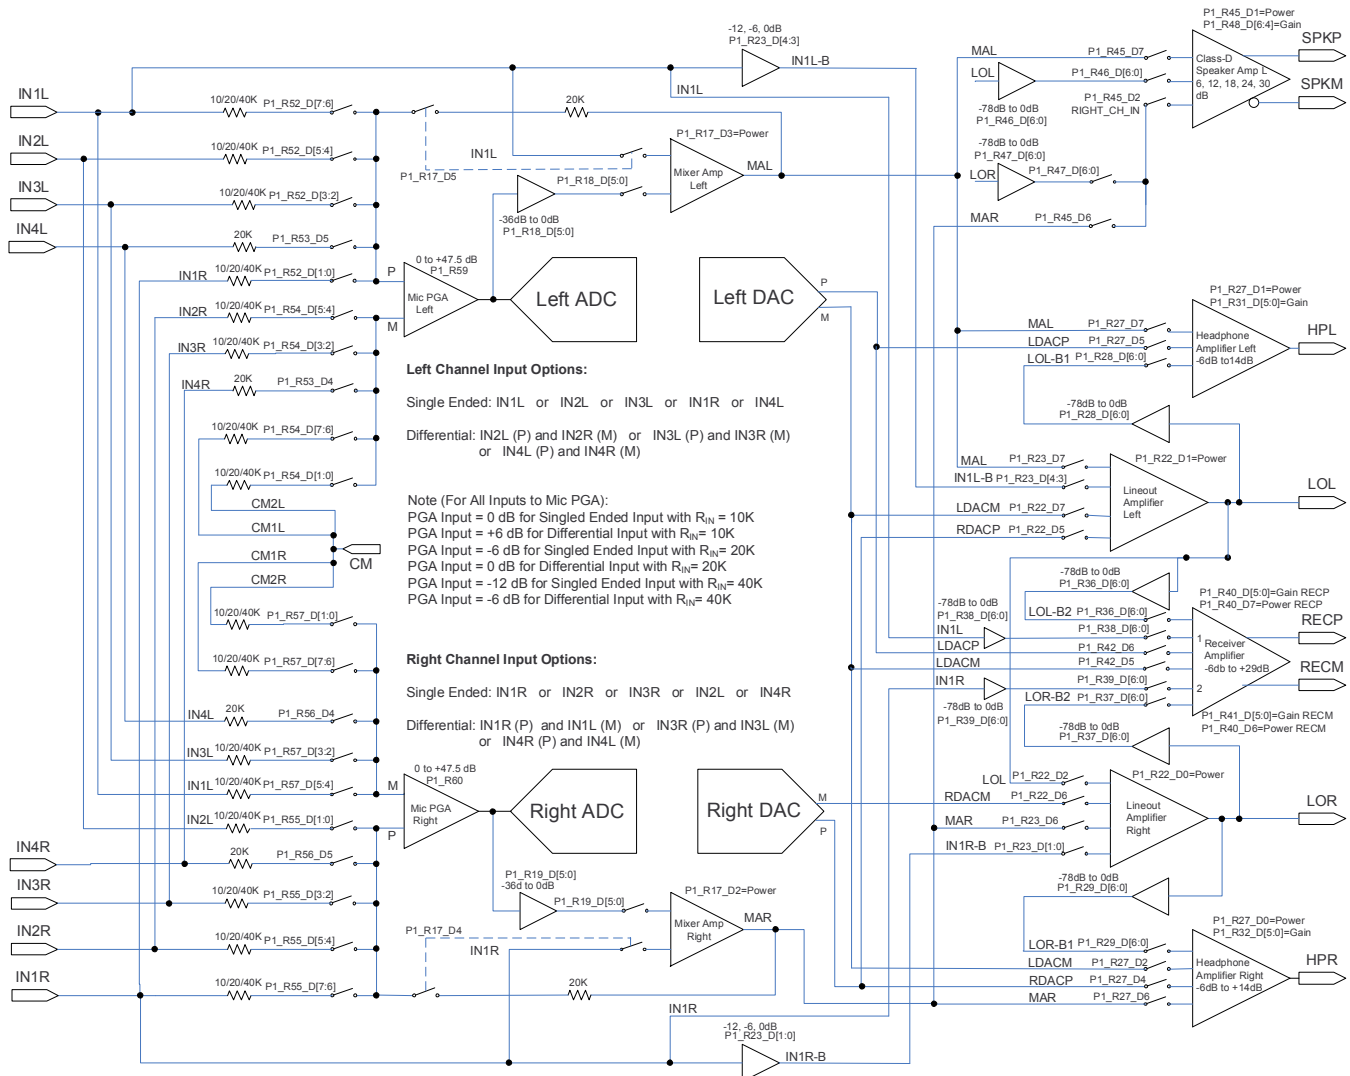 P1_R45_D1=Power
P1_R48_D[6:4]=Gain
SPKP
-12, -6, 0dB
P1_R23_D[4:3]
IN1L-B
MAL
P1_R45_D7
Class-D
Speaker Amp L
6, 12, 18, 24, 30
dB
LOL
P1_R46_D[6:0]
SPKM
IN1L
10/20/40K
P1_R52_D[7:6]
20K
IN1L
-78dB to 0dB
P1_R46_D[6:0]
P1_R45_D2
RIGHT_CH_IN
IN2L
10/20/40K
P1_R52_D[5:4]
IN1L
P1_R17_D3=Power
Mixer Amp
Left
MAL
-78dB to 0dB
P1_R47_D[6:0]
LOR
P1_R47_D[6:0]
P1_R17_D5
IN3L
10/20/40K
P1_R52_D[3:2]
P1_R18_D[5:0]
-36dB to 0dB
P1_R18_D[5:0]
MAR
P1_R45_D6
IN4L
20K
P1_R53_D5
IN1R
10/20/40K
P1_R52_D[1:0]
P
0 to +47.5 dB
P1_R59
Mic PGA
Left
M
Left ADC
Left DAC
P
M
IN2R
10/20/40K
P1_R54_D[5:4]
IN3R
10/20/40K
P1_R54_D[3:2]
IN4R
20K
P1_R53_D4
10/20/40K
P1_R54_D[7:6]
10/20/40K
P1_R54_D[1:0]
P1_R27_D1=Power
P1_R31_D[5:0]=Gain
MAL
P1_R27_D7
LDACP
P1_R27_D5
LOL-B1
P1_R28_D[6:0]
Headphone
Amplifier Left
-6dB to14dB
HPL
-78dB to 0dB
P1_R28_D[6:0]
Left Channel Input Options:
Single Ended: IN1L or IN2L or IN3L or IN1R or IN4L
Differential: IN2L (P) and IN2R (M) or IN3L (P) and IN3R (M)
or IN4L (P) and IN4R (M)
MAL
P1_R23_D7
P1_R22_D1=Power
IN1L-B
P1_R23_D[4:3]
LDACM
P1_R22_D7
RDACP
P1_R22_D5
Lineout
Amplifier
Left
LOL
CM2L
CM1L
CM
CM1R
CM2R
Note (For All Inputs to Mic PGA):
PGA Input = 0 dB for Singled Ended Input with RIN = 10K
PGA Input = +6 dB for Differential Input with RIN = 10K
PGA Input = -6 dB for Singled Ended Input with RIN= 20K
PGA Input = 0 dB for Differential Input with RIN= 20K
PGA Input = -12 dB for Singled Ended Input with RIN= 40K
PGA Input = -6 dB for Differential Input with RIN= 40K
-78dB to 0dB
P1_R36_D[6:0]
LOL-B2
P1_R36_D[6:0]
P1_R40_D[5:0]=Gain RECP
P1_R40_D7=Power RECP
-78dB to 0dB
P1_R38_D[6:0]
IN1L
P1_R38_D[6:0]
LDACP
P1_R42_D6
LDACM
P1_R42_D5
IN1R
P1_R39_D[6:0]
LOR-B2
P1_R37_D[6:0]
1
Receiver
Amplifier
-6db to +29dB
2
RECP
RECM
-78dB to 0dB
P1_R39_D[6:0]
P1_R41_D[5:0]=Gain RECM
P1_R40_D6=Power RECM
-78dB to 0dB
P1_R37_D[6:0]
10/20/40K
P1_R57_D[1:0]
10/20/40K
P1_R57_D[7:6]
Right Channel Input Options:
Single Ended: IN1R or IN2R or IN3R or IN2L or IN4R
Differential: IN1R (P) and IN1L (M) or IN3R (P) and IN3L (M)
or IN4R (P) and IN4L (M)
IN4L
20K
P1_R56_D4
IN3L
10/20/40K
P1_R57_D[3:2]
IN1L
10/20/40K
P1_R57_D[5:4]
IN2L
10/20/40K
P1_R55_D[1:0]
0 to +47.5 dB
P1_R60
M
Mic PGA
Right
P
Right ADC
Right DAC
M
P
LOL
P1_R22_D2
P1_R22_D0=Power
RDACM
P1_R22_D6
MAR
P1_R23_D6
IN1R-B
P1_R23_D[1:0]
Lineout
Amplifier
Right
LOR
IN4R
20K
P1_R56_D5
IN3R
10/20/40K
P1_R55_D[3:2]
P1_R19_D[5:0]
-36d to 0dB
P1_R19_D[5:0]
P1_R17_D2=Power
Mixer Amp
Right
MAR
-78dB to 0dB
P1_R29_D[6:0]
IN2R
10/20/40K
P1_R55_D[5:4]
P1_R17_D4
IN1R
P1_R27_D0=Power
P1_R32_D[5:0]=Gain
LOR-B1
P1_R29_D[6:0]
LDACM
P1_R27_D2
RDACP
P1_R27_D4
MAR
P1_R27_D6
Headphone
Amplifier Right
-6dB to +14dB
HPR
IN1R
10/20/40K
P1_R55_D[7:6]
20K
IN1R
-12, -6, 0dB
P1_R23_D[1:0]
IN1R-B